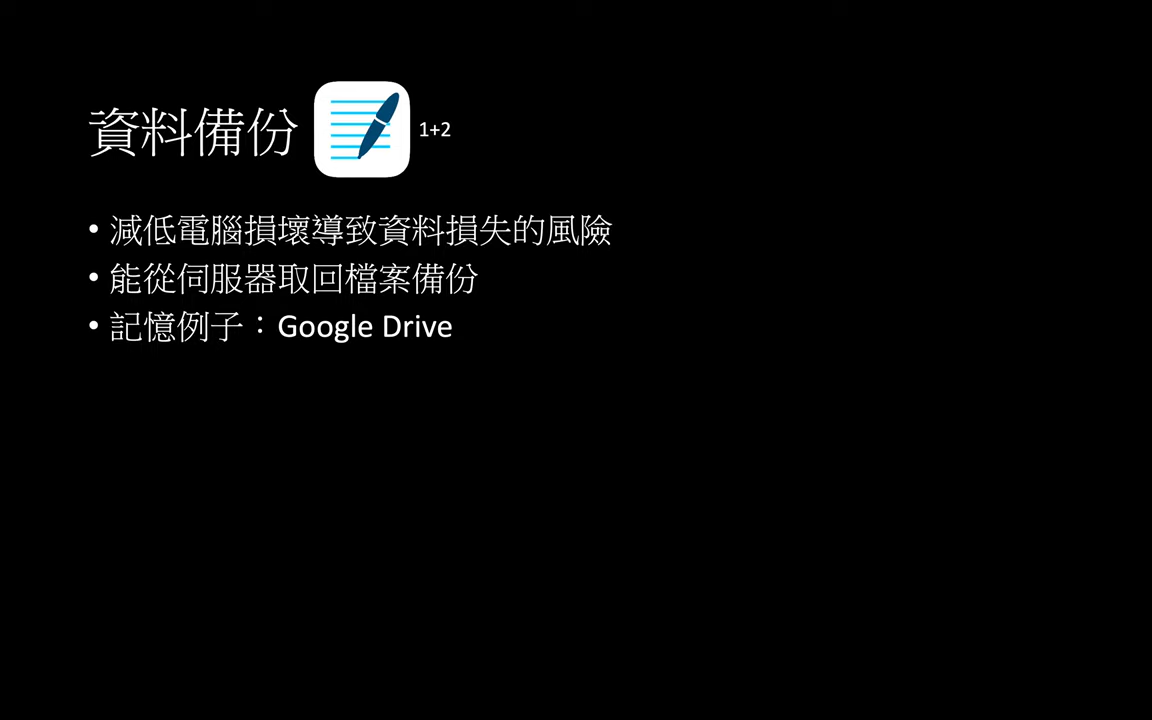 資料備份 1+2
• 減低電腦損壞導致資料損失的風險
• 能從伺服器取回檔案備份
• 記憶例子：Google Drive